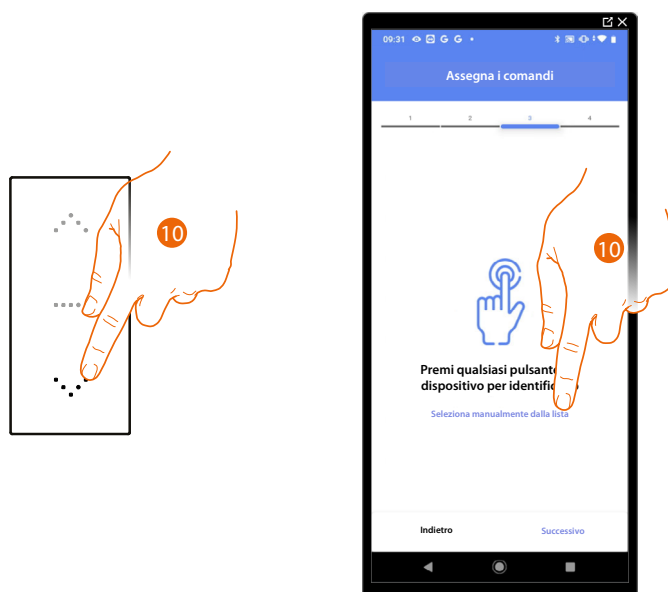 09:31 G G
Assegna i comandi
1 2 3 4
10
10
Premi qualsiasi pulsante
dispositivo per identific
Seleziona manualmente dalla lista
Indietro Successivo